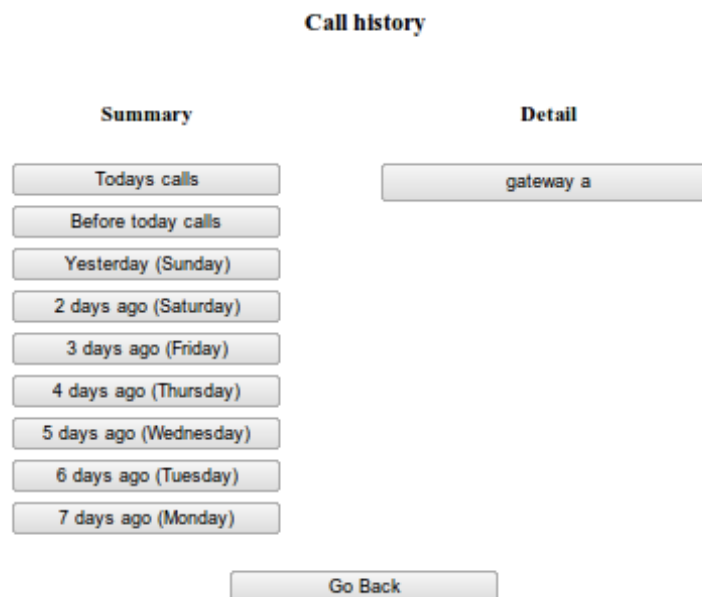 Call history
Summary
Detail
Todays calls
gateway a
Before today calls
Yesterday (Sunday)
2 days ago (Saturday)
3 days ago (Friday)
4 days ago (Thursday)
5 days ago (Wednesday)
6 days ago (Tuesday)
7 days ago (Monday)
Go Back